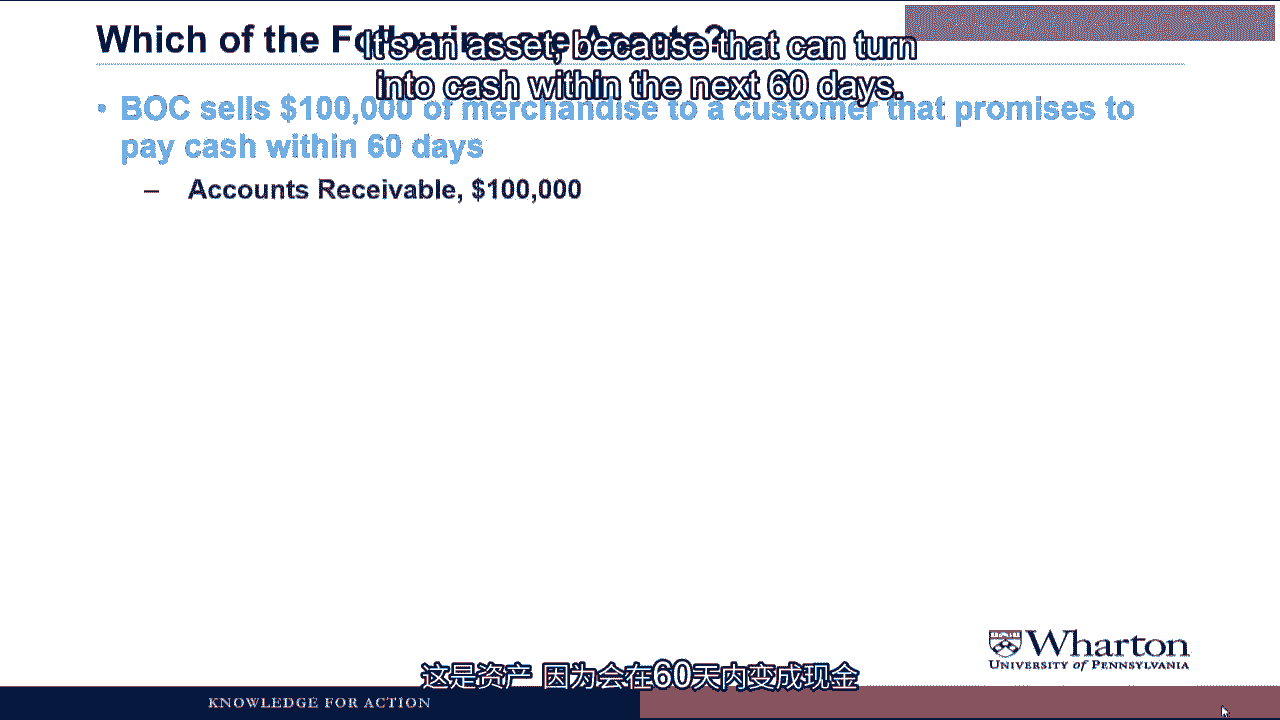 Which of the Following are Assets?
It's an asset, because that can turn
into cash within the next 60 days.
• BOC sells $100,000 of merchandise to a customer that promises to
pay cash within 60 days
– Accounts Receivable, $100,000
Wharton
UNIVERSITY of PENNSYLVANIA
这是资产 因为会在60天内变成现金
KNOWLEDGE FOR ACTION